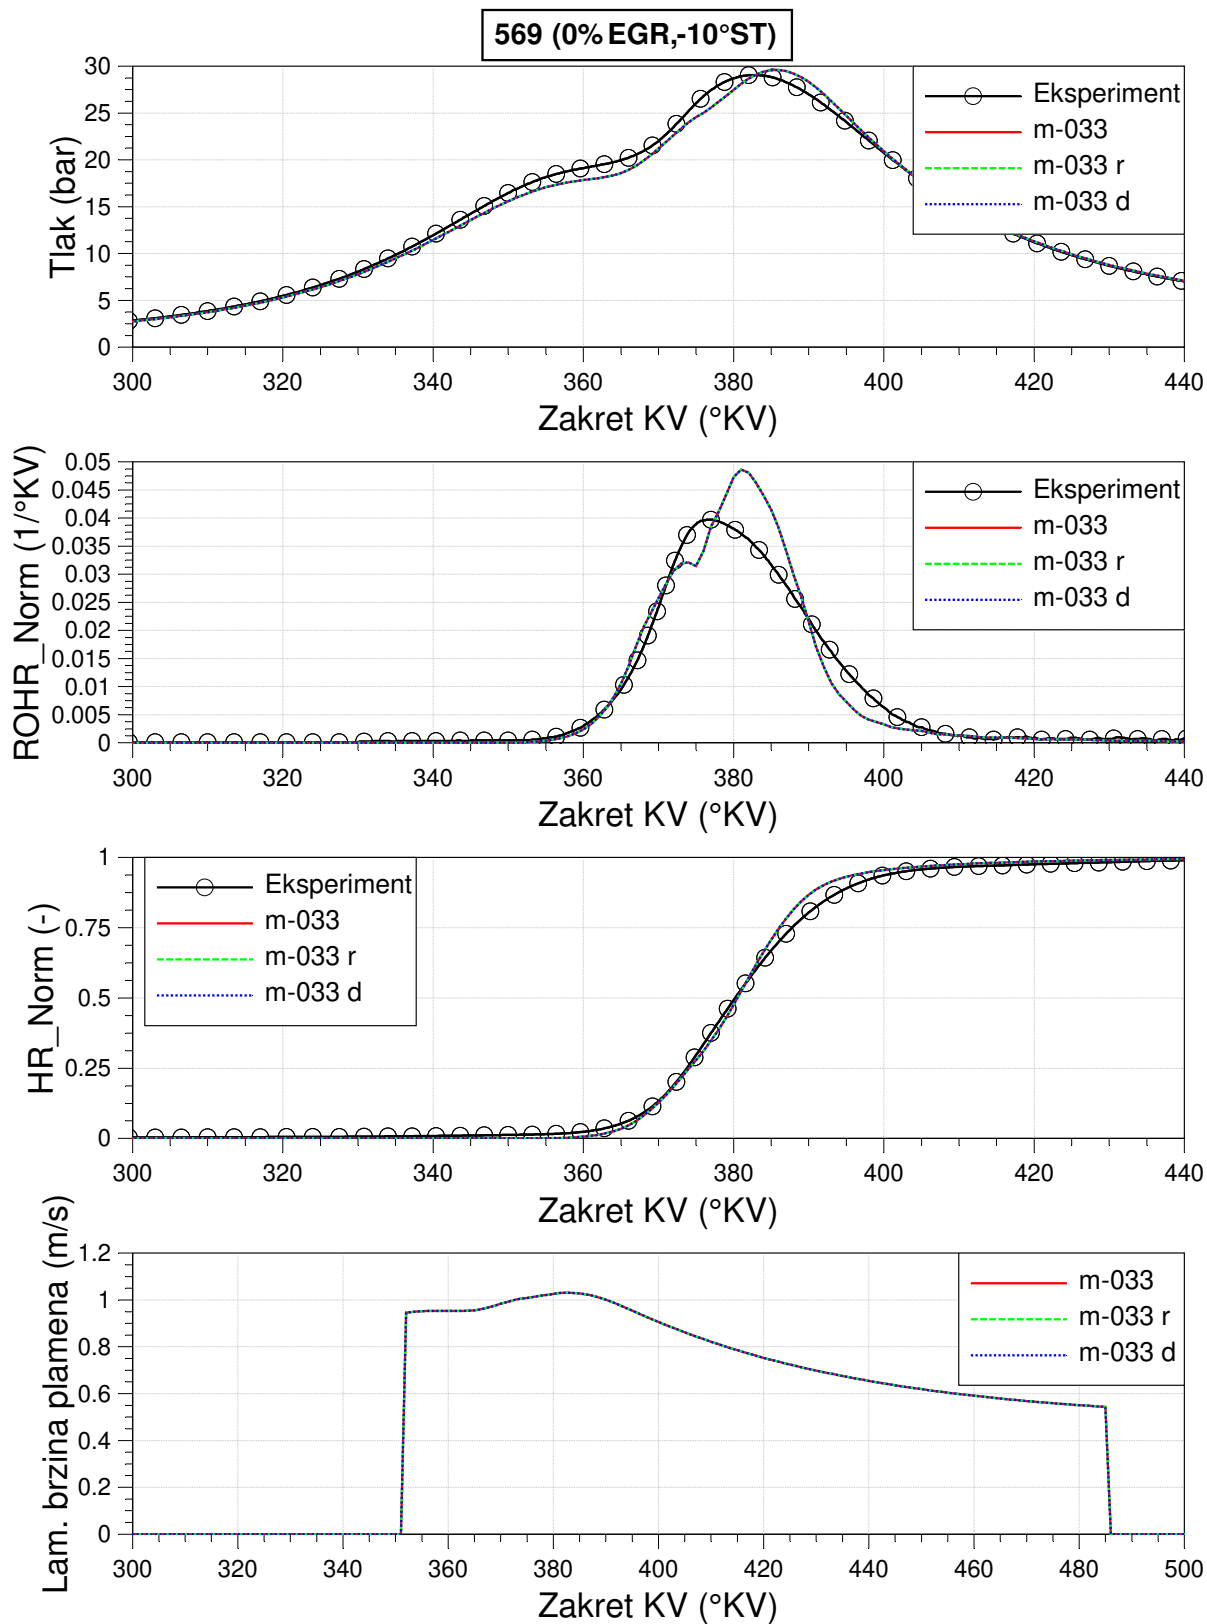 569 (0% EGR,-10°ST)
30
25
20
15
10
5
0
Tlak (bar)
Eksperiment
m-033
m-033 r
m-033 d
300 320 340 360 380 400 420 440
Zakret KV (°KV)
0.05
0.045
0.04
0.035
0.03
0.025
0.02
0.015
0.01
0.005
0
ROHR_Norm (1/°KV)
Eksperiment
m-033
m-033 r
m-033 d
300 320 340 360 380 400 420 440
Zakret KV (°KV)
1
0.75
0.5
0.25
0
HR_Norm (-)
Eksperiment
m-033
m-033 r
m-033 d
300 320 340 360 380 400 420 440
Zakret KV (°KV)
1.2
1
0.8
0.6
0.4
0.2
0
Lam. brzina plamena (m/s)
m-033
m-033 r
m-033 d
300 320 340 360 380 400 420 440 460 480 500
Zakret KV (°KV)